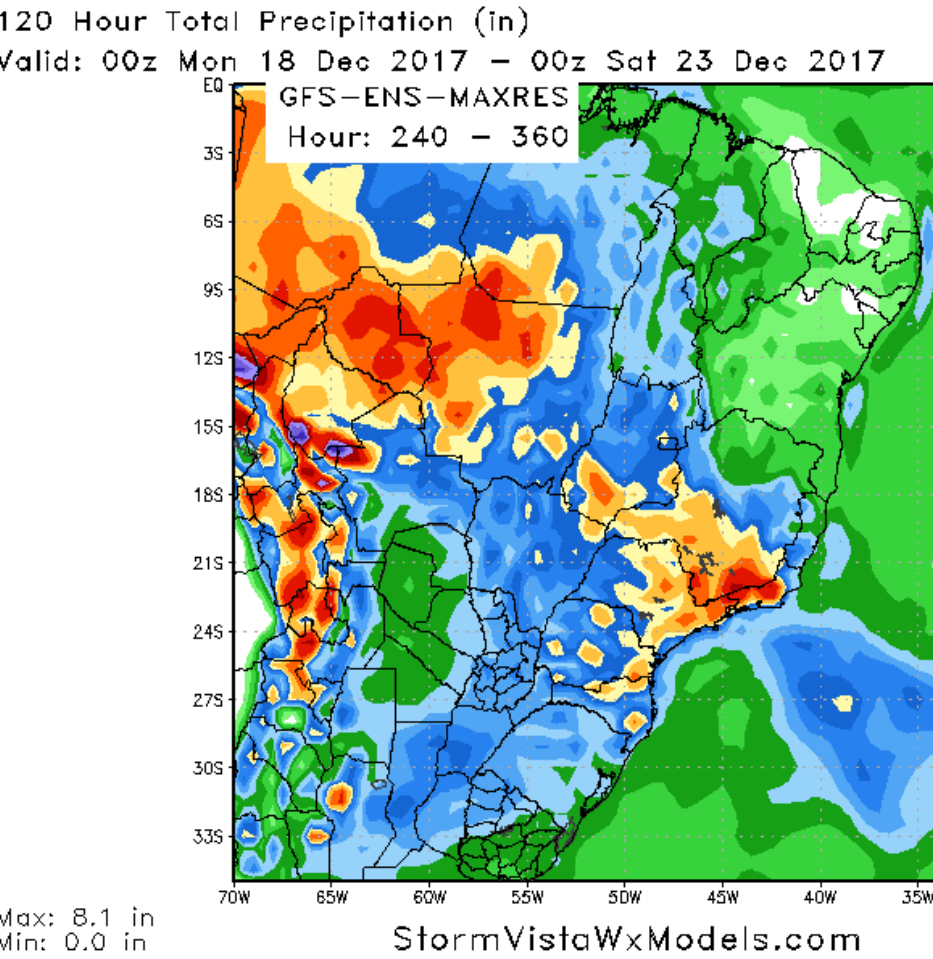 120 Hour Total Precipitation (in)
Valid: 00z Mon 18 Dec 2017 – 00z Sat 23 Dec 2017
GFS–ENS–MAXRES
Hour: 240 – 360
EQ
3S
6S
9S
12S
15S
18S
21S
24S
27S
30S
33S
70W 65W 60W 55W 50W 45W 40W 35W
Max: 8.1 in
Min: 0.0 in
StormVistaWxModels.com